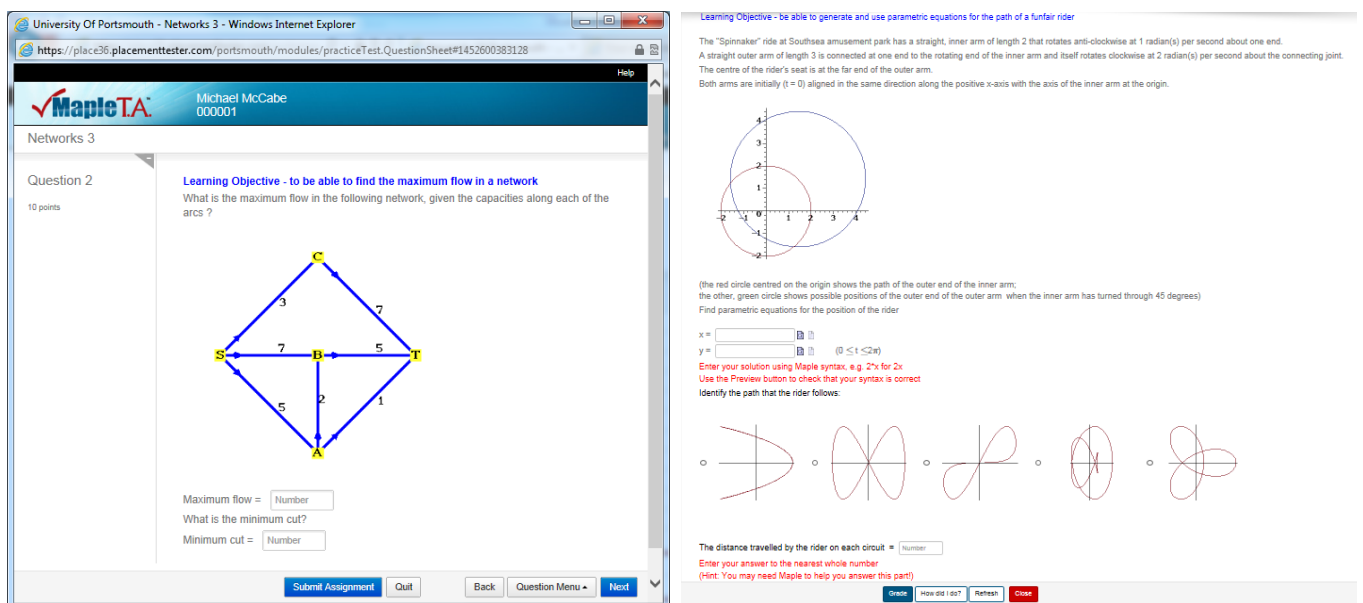 University Of Portsmouth - Networks 3 - Windows Internet Explorer
https://place36.placementtester.com/portsmouth/modules/practiceTest.QuestionSheet#1452600383128
Help
MapleT.A.
Michael McCabe
000001
Networks 3
Question 2
10 points
Learning Objective - to be able to find the maximum flow in a network
What is the maximum flow in the following network, given the capacities along each of the
arcs ?
C
3
7
S
7
B
5
T
5
2
1
A
Maximum flow = Number
What is the minimum cut?
Minimum cut = Number
Submit Assignment Quit Back Question Menu Next
Learning Objective - be able to generate and use parametric equations for the path of a funfair rider
The "Spinnaker" ride at Southsea amusement park has a straight, inner arm of length 2 that rotates anti-clockwise at 1 radian(s) per second about one end.
A straight outer arm of length 3 is connected at one end to the rotating end of the inner arm and itself rotates clockwise at 2 radian(s) per second about the connecting joint.
The centre of the rider's seat is at the far end of the outer arm.
Both arms are initially (t = 0) aligned in the same direction along the positive x-axis with the axis of the inner arm at the origin.
4
3
2
1
-2 -1 0 1 2 3 4
-1
-2
(the red circle centred on the origin shows the path of the outer end of the inner arm;
the other, green circle shows possible positions of the outer end of the outer arm when the inner arm has turned through 45 degrees)
Find parametric equations for the position of the rider
x =
y = (0 ≤ t ≤2π)
Enter your solution using Maple syntax, e.g. 2*x for 2x
Use the Preview button to check that your syntax is correct
Identify the path that the rider follows:
The distance travelled by the rider on each circuit = Number
Enter your answer to the nearest whole number
(Hint: You may need Maple to help you answer this part!)
Grade How did I do? Refresh Close